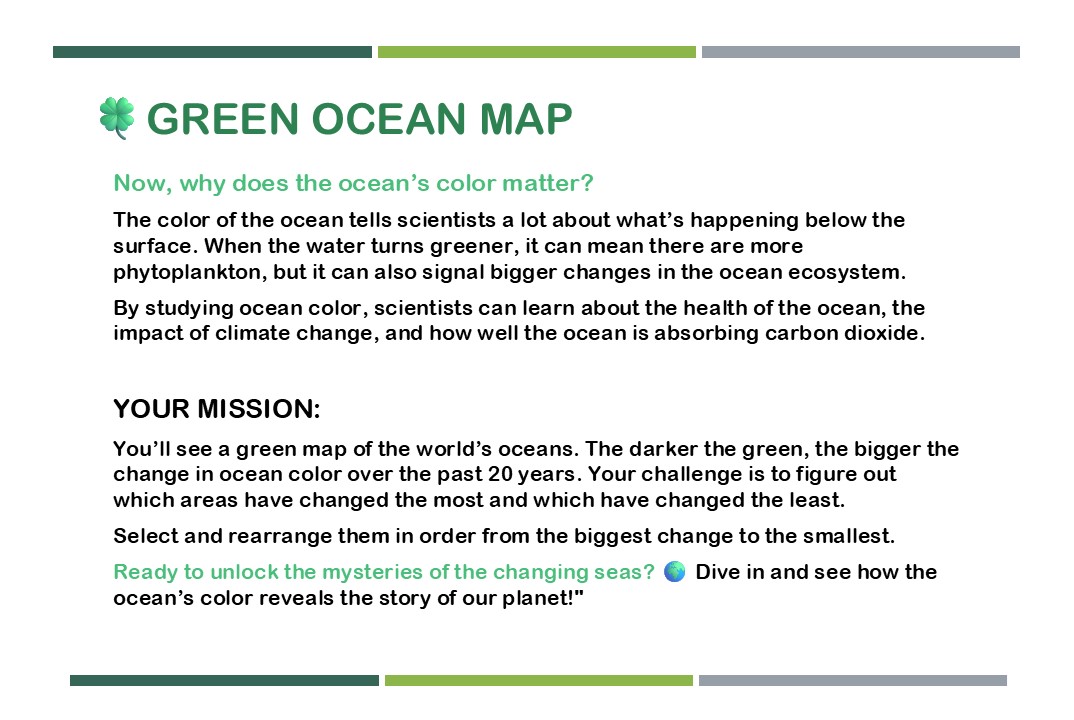 🍀 GREEN OCEAN MAP
Now, why does the ocean’s color matter?
The color of the ocean tells scientists a lot about what’s happening below the
surface. When the water turns greener, it can mean there are more
phytoplankton, but it can also signal bigger changes in the ocean ecosystem.
By studying ocean color, scientists can learn about the health of the ocean, the
impact of climate change, and how well the ocean is absorbing carbon dioxide.
YOUR MISSION:
You’ll see a green map of the world’s oceans. The darker the green, the bigger the
change in ocean color over the past 20 years. Your challenge is to figure out
which areas have changed the most and which have changed the least.
Select and rearrange them in order from the biggest change to the smallest.
Ready to unlock the mysteries of the changing seas? 🌍 Dive in and see how the
ocean’s color reveals the story of our planet!"